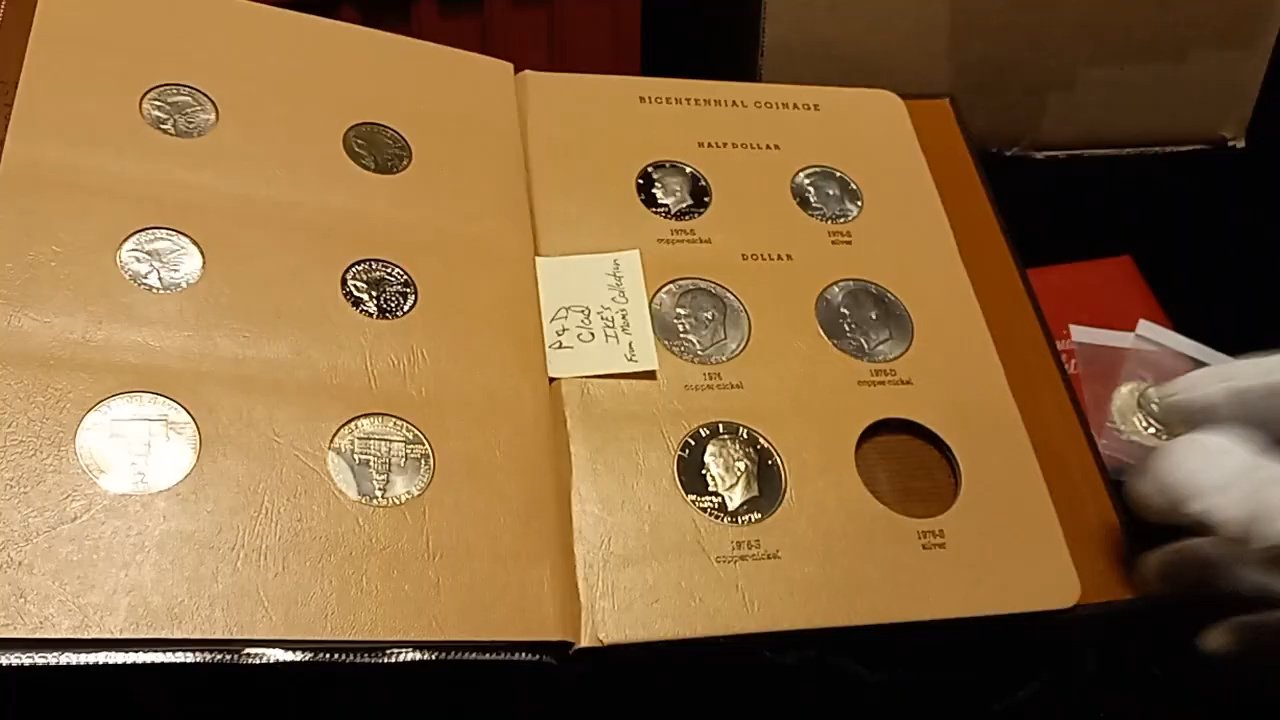 BICENTENNIAL COINAGE
HALF DOLLAR
1976-S
copper-nickel
1976-S
silver
DOLLAR
P & D
Clad
IKE's
From Mom's Collection
1976
copper-nickel
1976-D
copper-nickel
LIBERTY
1776-1976
1976-S
copper-nickel
1976-S
silver